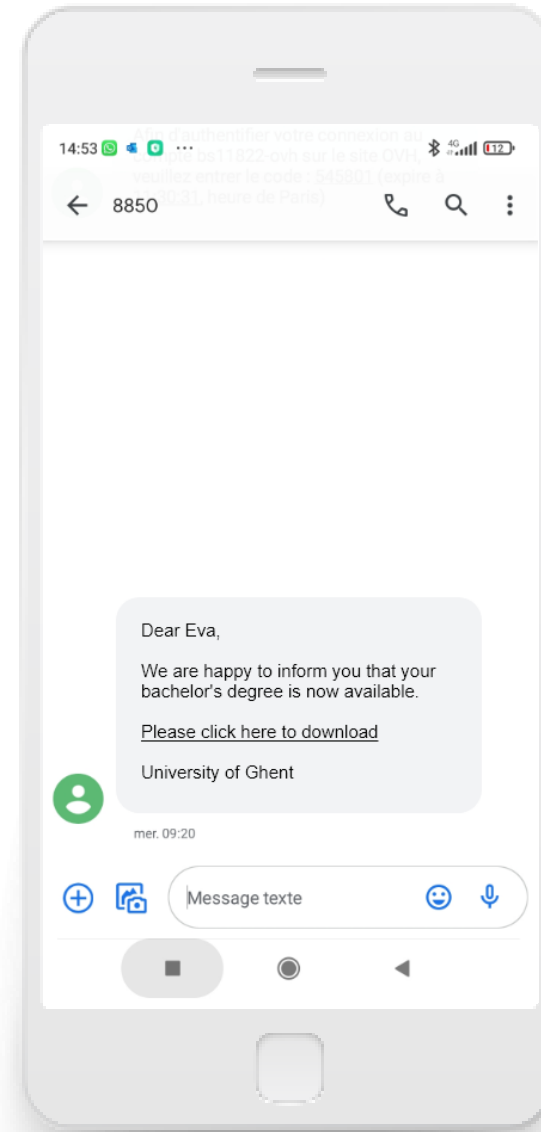 14:53
4G
12
Afin d'authentifier votre connexion au
compte bs11822-ovh sur le site OVH,
veuillez entrer le code : 545801 (expire à
30:31, heure de Paris)
8850
Dear Eva,
We are happy to inform you that your
bachelor's degree is now available.
Please click here to download
University of Ghent
mer. 09:20
Message texte